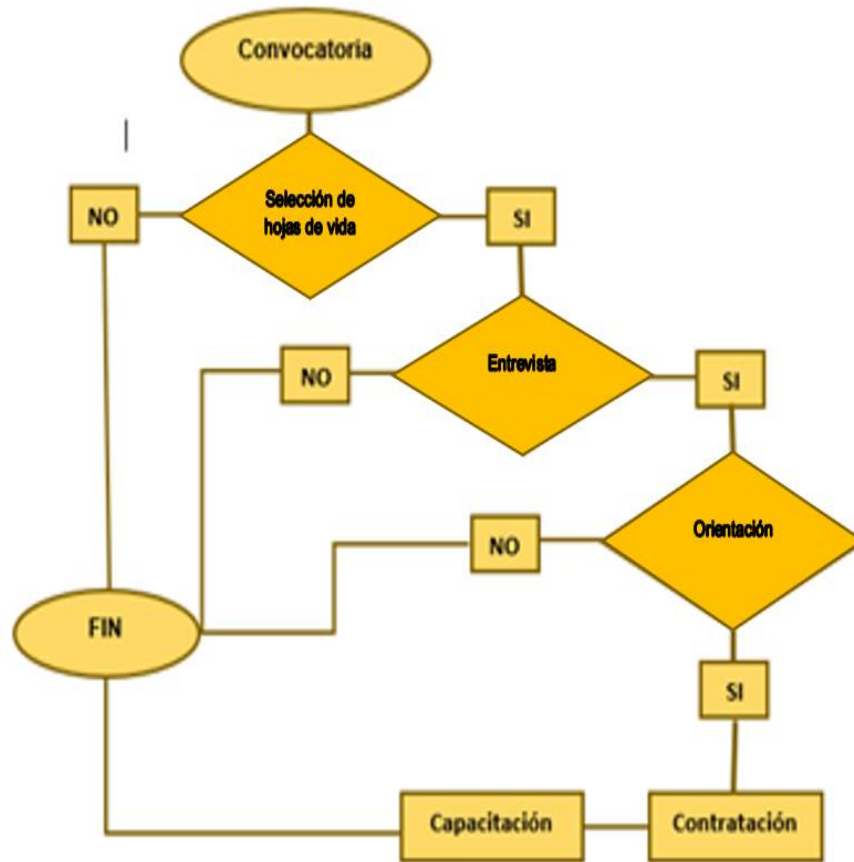 Convocatoria
Selección de
hojas de vida
NO
SI
Entrevista
NO
SI
Orientación
NO
FIN
SI
Capacitación
Contratación